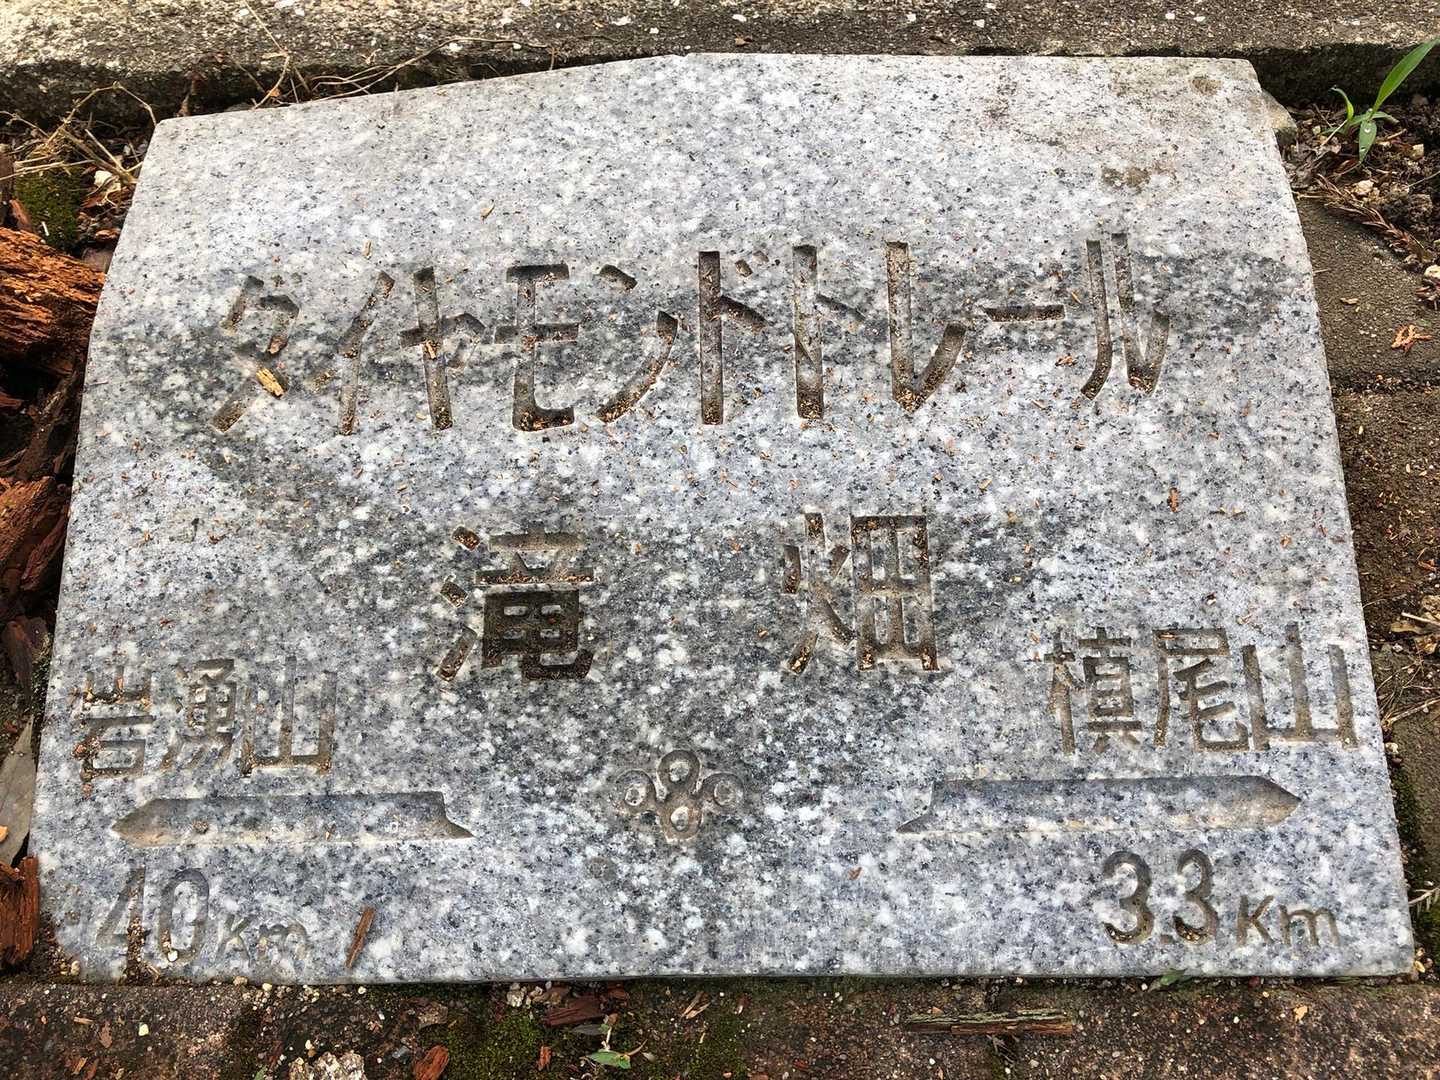 ダイヤモンドトレール
滝畑
岩湧山
槙尾山
4.0Km
3.3Km